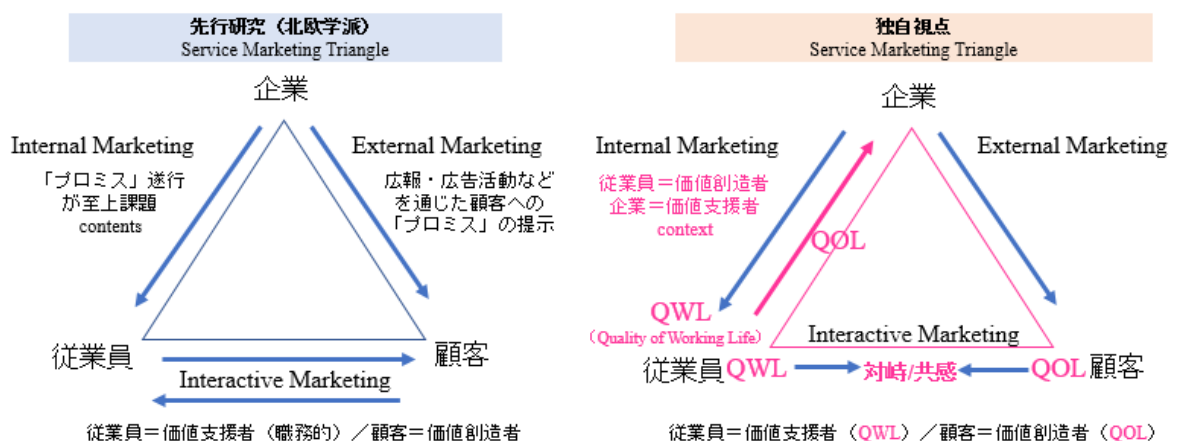 先行研究（北欧学派）
Service Marketing Triangle
企業
Internal Marketing
「プロミス」遂行
が至上課題
contents
External Marketing
広報・広告活動など
を通じた顧客への
「プロミス」の提示
従業員
顧客
Interactive Marketing
従業員＝価値支援者（職務的）／顧客＝価値創造者
独自視点
Service Marketing Triangle
企業
Internal Marketing
従業員＝価値創造者
企業＝価値支援者
context
External Marketing
QOL
QWL
（Quality of Working Life）
Interactive Marketing
従業員QWL
対峙/共感
QOL顧客
従業員＝価値支援者（QWL）／顧客＝価値創造者（QOL）